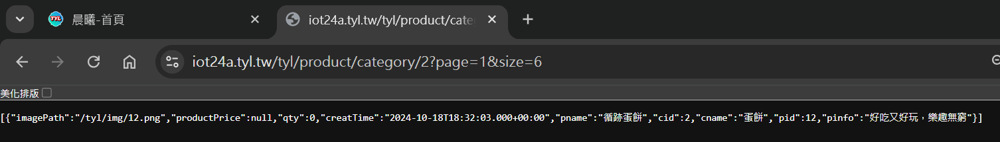 TYL
晨曦-首頁
iot24a.tyl.tw/tyl/product/cate
iot24a.tyl.tw/tyl/product/category/2?page=1&size=6
美化排版
[{"imagePath":"/tyl/img/12.png","productPrice":null,"qty":0,"creatTime":"2024-10-18T18:32:03.000+00:00","pname":"循跡蛋餅","cid":2,"cname":"蛋餅","pid":12,"pinfo":"好吃又好玩，樂趣無窮"}]